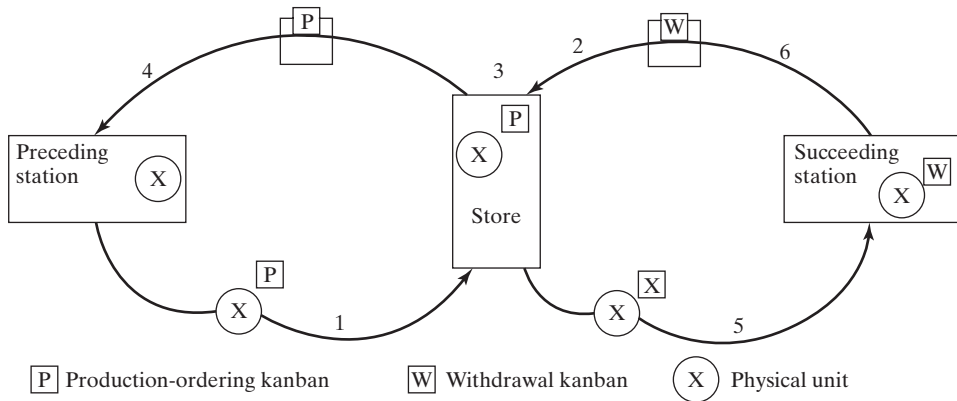 P
W
4
3
2
6
P
Preceding
station
X
X
Store
Succeeding
station
X
W
P
X
1
X
X
5
P Production-ordering kanban
W Withdrawal kanban
X Physical unit